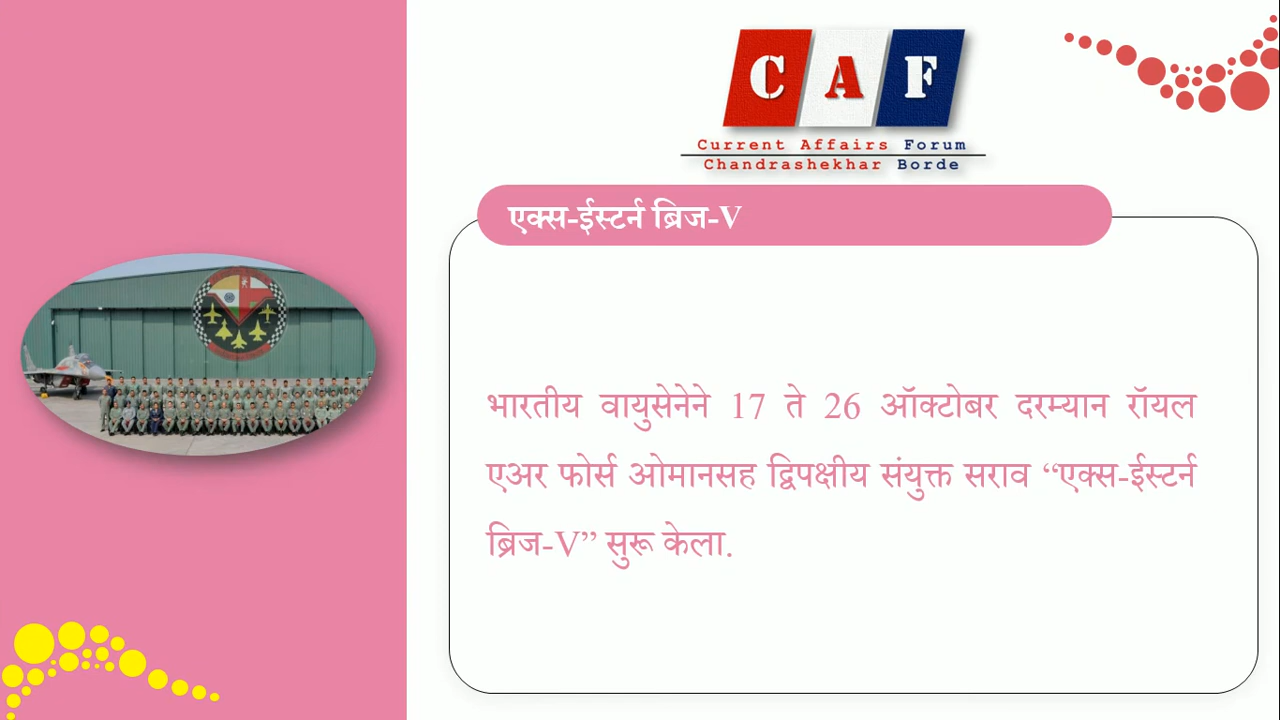 C A F
Current Affairs Forum
Chandrashekhar Borde
एक्स-ईस्टर्न ब्रिज-V
भारतीय वायुसेनेने 17 ते 26 ऑक्टोबर दरम्यान रॉयल
एअर फोर्स ओमानसह द्विपक्षीय संयुक्त सराव “एक्स-ईस्टर्न
ब्रिज-V” सुरू केला.